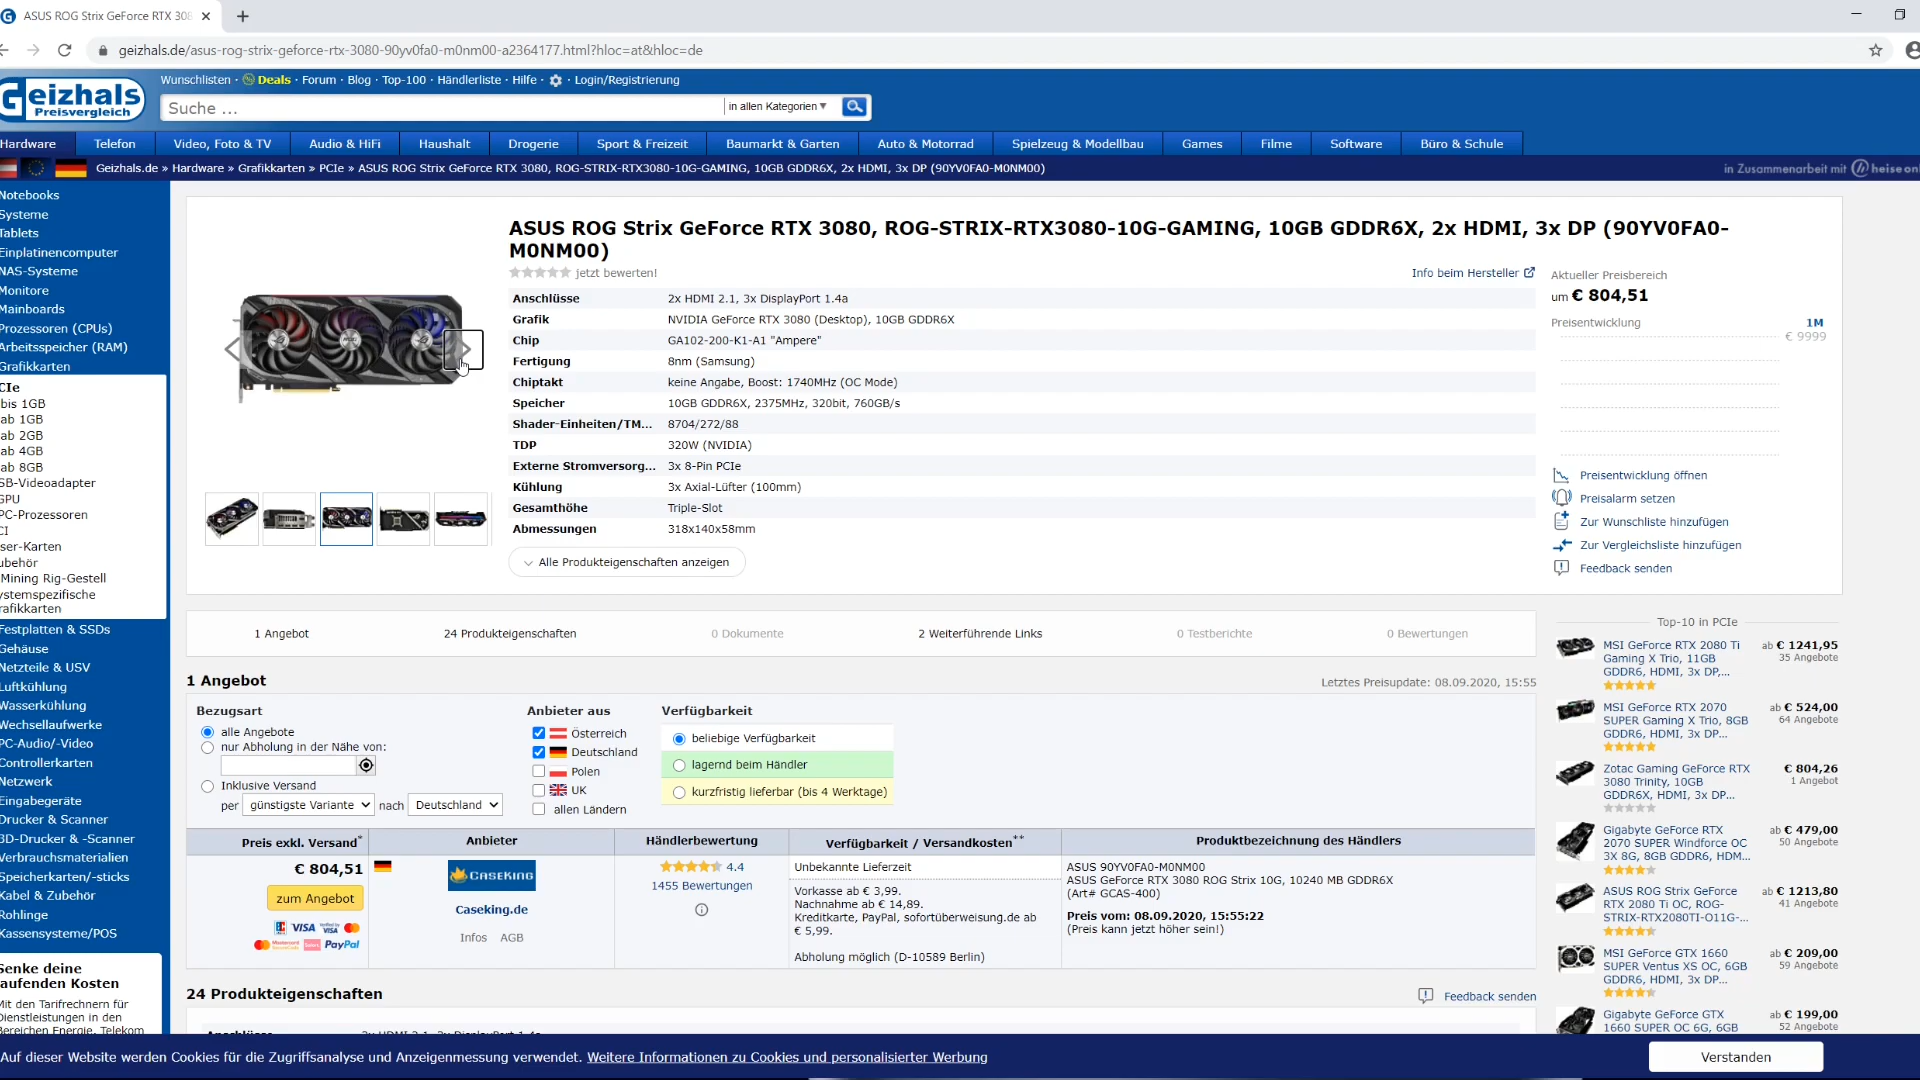 ASUS ROG Strix GeForce RTX 308
geizhals.de/asus-rog-strix-geforce-rtx-3080-90yv0fa0-m0nm00-a2364177.html?hloc=at&hloc=de
Wunschlisten · Deals · Forum · Blog · Top-100 · Händlerliste · Hilfe · · Login/Registrierung
Geizhals
Preisvergleich
Suche ...
in allen Kategorien
Hardware
Telefon
Video, Foto & TV
Audio & HiFi
Haushalt
Drogerie
Sport & Freizeit
Baumarkt & Garten
Auto & Motorrad
Spielzeug & Modellbau
Games
Filme
Software
Büro & Schule
Geizhals.de » Hardware » Grafikkarten » PCIe » ASUS ROG Strix GeForce RTX 3080, ROG-STRIX-RTX3080-10G-GAMING, 10GB GDDR6X, 2x HDMI, 3x DP (90YV0FA0-M0NM00)
in Zusammenarbeit mit heise onl
Notebooks
Systeme
Tablets
Einplatinencomputer
NAS-Systeme
Monitore
Mainboards
Prozessoren (CPUs)
Arbeitsspeicher (RAM)
Grafikkarten
CIe
bis 1GB
ab 1GB
ab 2GB
ab 4GB
ab 8GB
SB-Videoadapter
GPU
PC-Prozessoren
CI
ser-Karten
ubehör
Mining Rig-Gestell
ystemspezifische
rafikkarten
Festplatten & SSDs
Gehäuse
Netzteile & USV
Luftkühlung
Wasserkühlung
Wechsellaufwerke
PC-Audio/-Video
Controllerkarten
Netzwerk
Eingabegeräte
Drucker & Scanner
3D-Drucker & -Scanner
Verbrauchsmaterialien
Speicherkarten/-sticks
Kabel & Zubehör
Rohlinge
Kassensysteme/POS
Senke deine
laufenden Kosten
Mit den Tarifrechnern für
Dienstleistungen in den
Bereichen Energie, Telekom
ASUS ROG Strix GeForce RTX 3080, ROG-STRIX-RTX3080-10G-GAMING, 10GB GDDR6X, 2x HDMI, 3x DP (90YV0FA0-
M0NM00)
jetzt bewerten!
Info beim Hersteller
Anschlüsse 2x HDMI 2.1, 3x DisplayPort 1.4a
Grafik NVIDIA GeForce RTX 3080 (Desktop), 10GB GDDR6X
Chip GA102-200-K1-A1 "Ampere"
Fertigung 8nm (Samsung)
Chiptakt keine Angabe, Boost: 1740MHz (OC Mode)
Speicher 10GB GDDR6X, 2375MHz, 320bit, 760GB/s
Shader-Einheiten/TM... 8704/272/88
TDP 320W (NVIDIA)
Externe Stromversorg... 3x 8-Pin PCIe
Kühlung 3x Axial-Lüfter (100mm)
Gesamthöhe Triple-Slot
Abmessungen 318x140x58mm
Alle Produkteigenschaften anzeigen
Aktueller Preisbereich
um € 804,51
Preisentwicklung 1M
€ 9999
Preisentwicklung öffnen
Preisalarm setzen
Zur Wunschliste hinzufügen
Zur Vergleichsliste hinzufügen
Feedback senden
1 Angebot
24 Produkteigenschaften
0 Dokumente
2 Weiterführende Links
0 Testberichte
0 Bewertungen
1 Angebot
Letztes Preisupdate: 08.09.2020, 15:55
Bezugsart
alle Angebote
nur Abholung in der Nähe von:
Inklusive Versand
per günstigste Variante nach Deutschland
Anbieter aus
Österreich
Deutschland
Polen
UK
allen Ländern
Verfügbarkeit
beliebige Verfügbarkeit
lagernd beim Händler
kurzfristig lieferbar (bis 4 Werktage)
Preis exkl. Versand*
Anbieter
Händlerbewertung
Verfügbarkeit / Versandkosten**
Produktbezeichnung des Händlers
€ 804,51
zum Angebot
VISA
VISA
PayPal
CASEKING
Caseking.de
Infos AGB
4.4
1455 Bewertungen
Unbekannte Lieferzeit
Vorkasse ab € 3,99.
Nachnahme ab € 14,89.
Kreditkarte, PayPal, sofortüberweisung.de ab
€ 5,99.
Abholung möglich (D-10589 Berlin)
ASUS 90YV0FA0-M0NM00
ASUS GeForce RTX 3080 ROG Strix 10G, 10240 MB GDDR6X
(Art# GCAS-400)
Preis vom: 08.09.2020, 15:55:22
(Preis kann jetzt höher sein!)
24 Produkteigenschaften
Feedback senden
Top-10 in PCIe
MSI GeForce RTX 2080 Ti
Gaming X Trio, 11GB
GDDR6, HDMI, 3x DP,...
ab € 1241,95
35 Angebote
MSI GeForce RTX 2070
SUPER Gaming X Trio, 8GB
GDDR6, HDMI, 3x DP...
ab € 524,00
64 Angebote
Zotac Gaming GeForce RTX
3080 Trinity, 10GB
GDDR6X, HDMI, 3x DP...
€ 804,26
1 Angebot
Gigabyte GeForce RTX
2070 SUPER Windforce OC
3X 8G, 8GB GDDR6, HDM...
ab € 479,00
50 Angebote
ASUS ROG Strix GeForce
RTX 2080 Ti OC, ROG-
STRIX-RTX2080TI-O11G-...
ab € 1213,80
41 Angebote
MSI GeForce GTX 1660
SUPER Ventus XS OC, 6GB
GDDR6, HDMI, 3x DP...
ab € 209,00
59 Angebote
Gigabyte GeForce GTX
1660 SUPER OC 6G, 6GB
ab € 199,00
52 Angebote
Auf dieser Website werden Cookies für die Zugriffsanalyse und Anzeigenmessung verwendet. Weitere Informationen zu Cookies und personalisierter Werbung
Verstanden